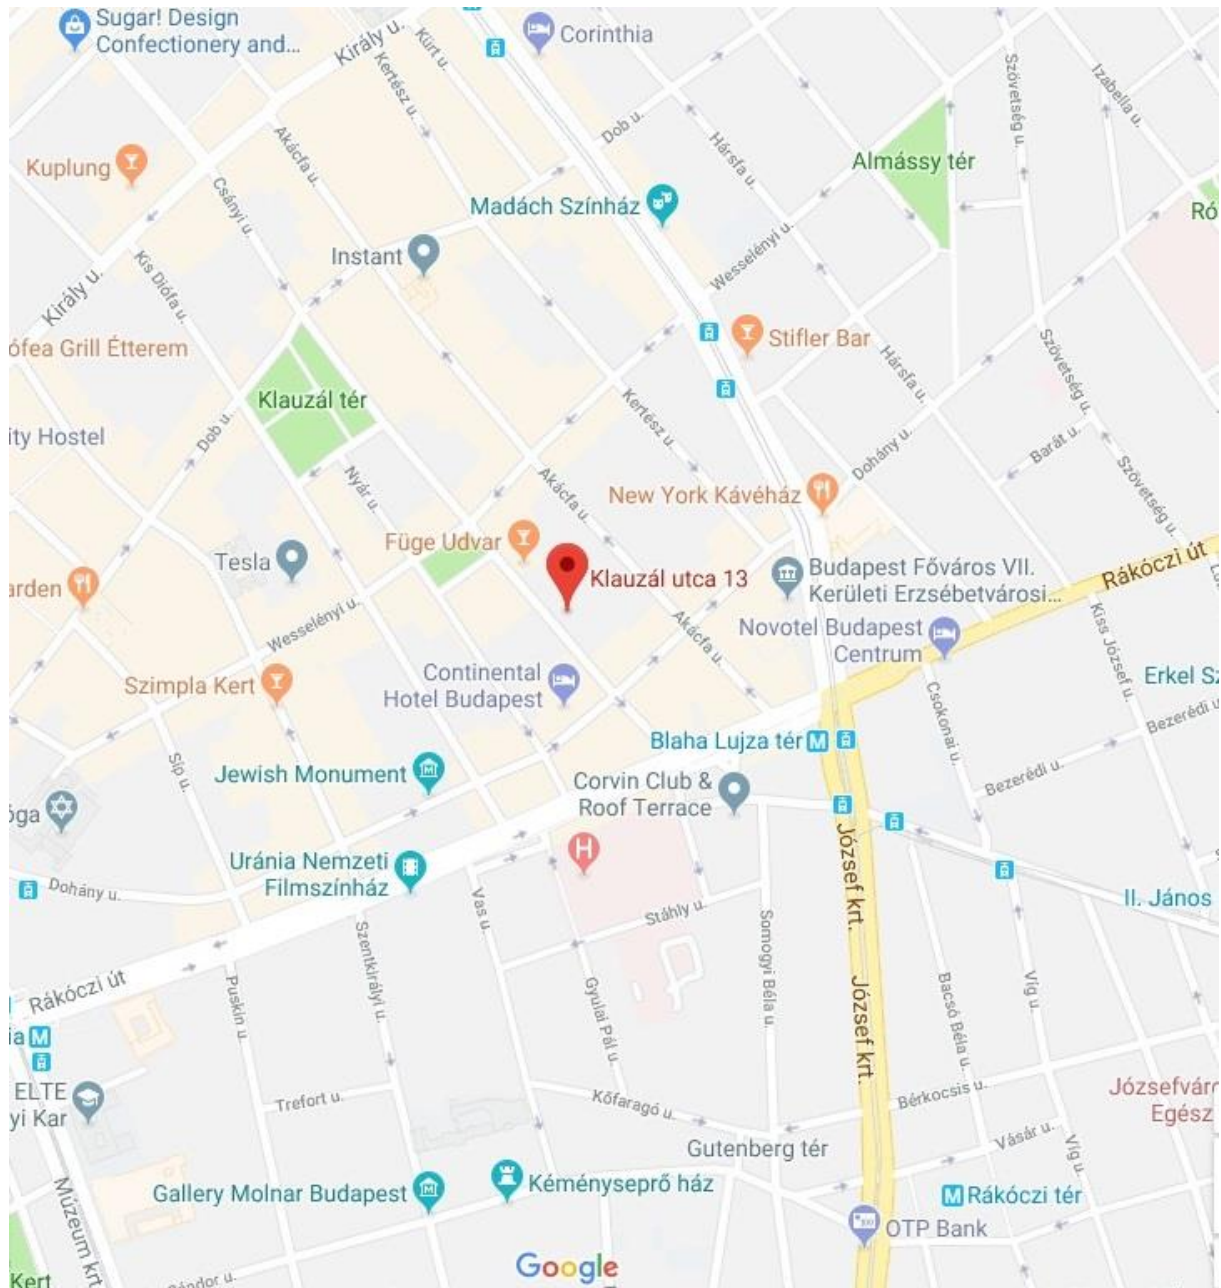 Sugar! Design
Confectionery and...
Király u.
Kürt u.
Corinthia
Kertész u.
Szövetség u.
Izabella u.
Akácfa u.
Dob u.
Hársfa u.
Almássy tér
Kuplung
Csányi u.
Madách Színház
Ró
Instant
Wesselényi u.
Kis Diófa u.
Király u.
ófea Grill Étterem
Stifler Bar
Klauzál tér
Hársfa u.
Szövetség u.
Kertész u.
Dob u.
ity Hostel
Dohány u.
Barát u.
Szövetség u.
Nyár u.
Akácfa u.
New York Kávéház
Füge Udvar
Tesla
Klauzál utca 13
Budapest Főváros VII.
Kerületi Erzsébetvárosi...
Rákóczi út
arden
Wesselényi u.
Akácfa u.
Novotel Budapest
Centrum
Kiss József u.
Szimpla Kert
Continental
Hotel Budapest
Csokonai u.
Erkel Sz
Bezerédi u
Blaha Lujza tér M
Síp u.
Jewish Monument
Corvin Club &
Roof Terrace
Bezerédi u.
óga
Uránia Nemzeti
Filmszínház
H
József krt.
Dohány u.
Vas u
Stáhly u.
Somogyi Béla u.
II. János
Szentkirályi u.
Rákóczi út
Puskin u.
Gyulai Pál u.
József krt.
Bacsó Béla u.
Víg u.
ia M
ELTE
yi Kar
Trefort u.
Kőfaragó u.
Bérkocsis u.
Józsefváro
Egész
Gutenberg tér
Vásár u.
Víg u.
Múzeum krt.
Gallery Molnar Budapest
Kéményseprő ház
M Rákóczi tér
OTP Bank
Google
Kert